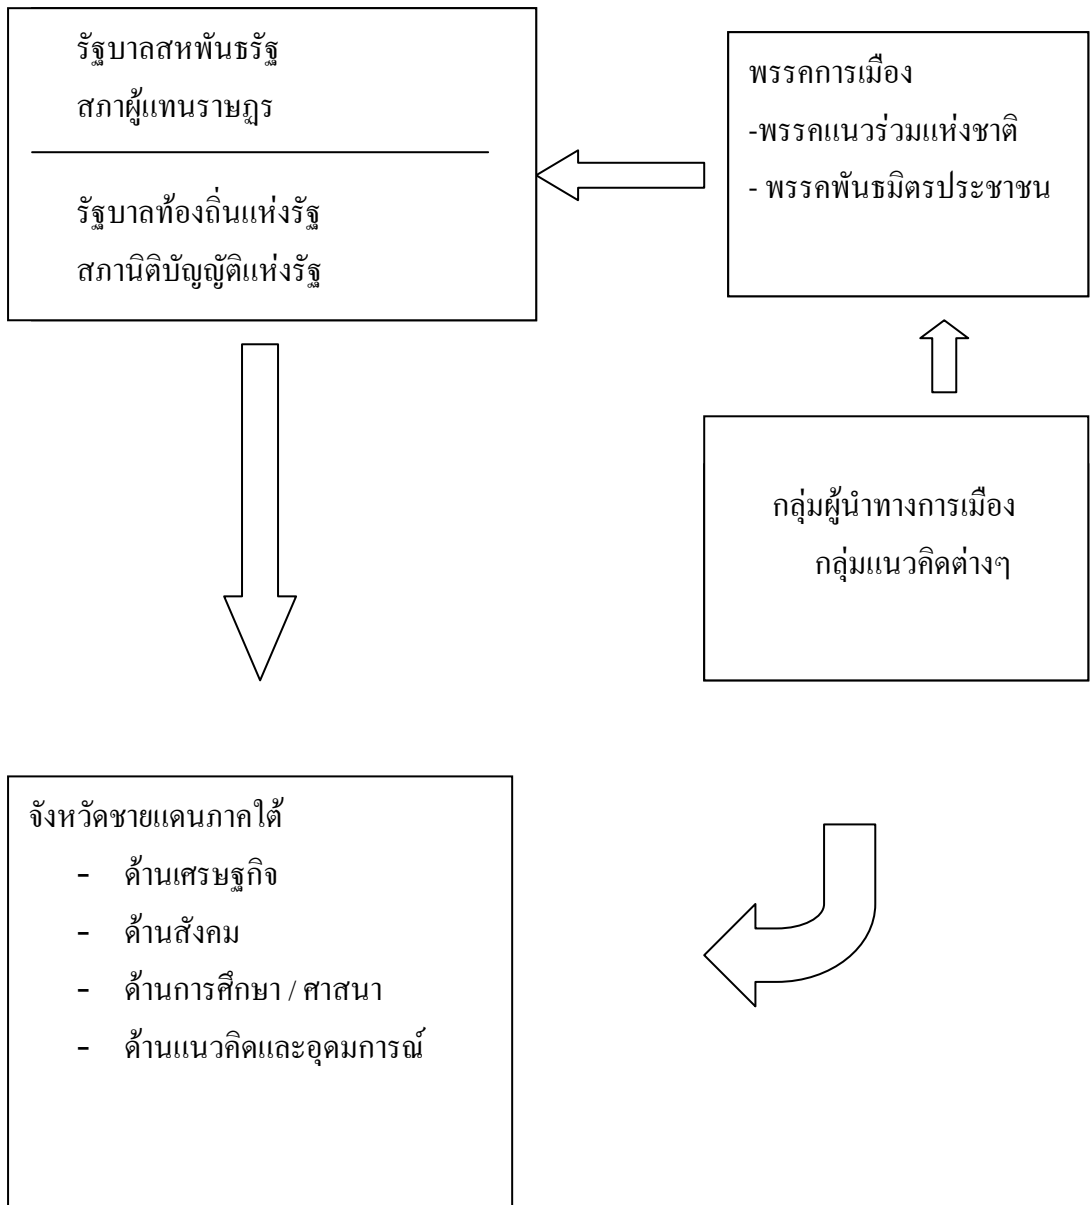 รัฐบาลสหพันธรัฐ
สภาผู้แทนราษฎร
รัฐบาลท้องถิ่นแห่งรัฐ
สภานิติบัญญัติแห่งรัฐ
พรรคการเมือง
-พรรคแนวร่วมแห่งชาติ
- พรรคพันธมิตรประชาชน
กลุ่มผู้นำทางการเมือง
กลุ่มแนวคิดต่างๆ
จังหวัดชายแดนภาคใต้
- ด้านเศรษฐกิจ
- ด้านสังคม
- ด้านการศึกษา / ศาสนา
- ด้านแนวคิดและอุดมการณ์